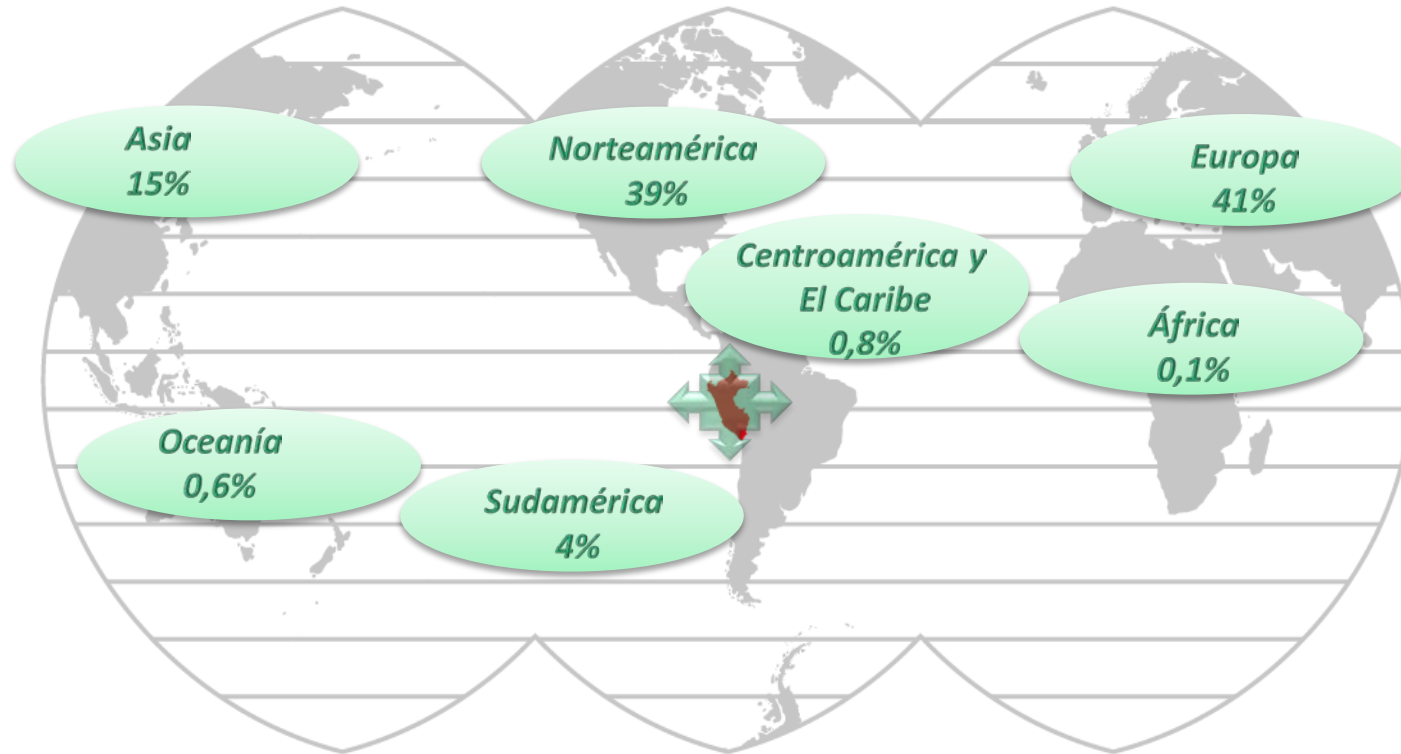 Asia
15%
Norteamérica
39%
Europa
41%
Centroamérica y
El Caribe
0,8%
África
0,1%
Oceanía
0,6%
Sudamérica
4%